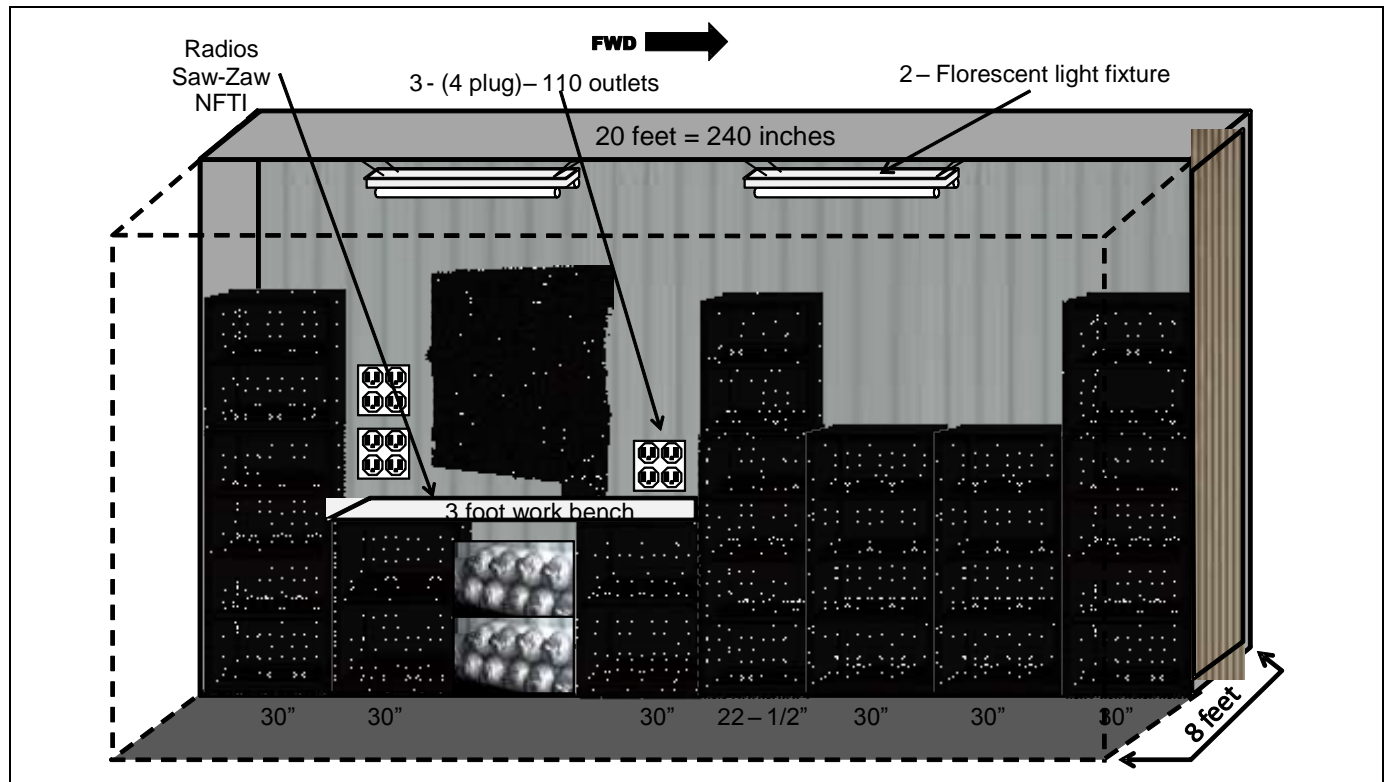 FWD
Radios
Saw-Zaw
NFTI
3 - (4 plug) – 110 outlets
2 – Florescent light fixture
20 feet = 240 inches
3 foot work bench
30” 30” 30” 22 – 1/2” 30” 30” 30”
8 feet